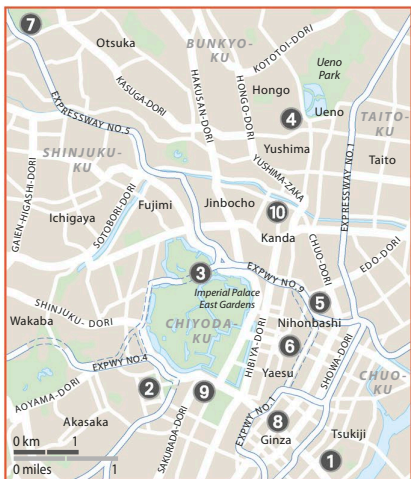 7
Otsuka
BUNKYO-
KU
KOTOTOI-DORI
Ueno
Park
KASUGA-DORI
HAKUSAN-DORI
HONGO-DORI
Hongo
4
Ueno
EXPRESSWAY NO.5
TAITO-
KU
EXPRESSWAY NO.1
SHINJUKU-
KU
Yushima
YUSHIMA-ZAKA
Taito
GAIEN-HIGASHI-DORI
SOTOBORI-DORI
Ichigaya
Fujimi
Jinbocho
10
Kanda
CHUO-DORI
EDO-DORI
3
EXPWY NO.9
Imperial Palace
East Gardens
5
SHINJUKU- DORI
Wakaba
CHIYODA-
KU
HIBIYA-DORI
Nihonbashi
6
SHOWA-DORI
EXPWY NO.4
2
9
Yaesu
CHUO-
KU
AOYAMA-DORI
Akasaka
SAKURADA-DORI
EXPWY NO.1
8
Ginza
Tsukiji
1
0 km 1
0 miles 1